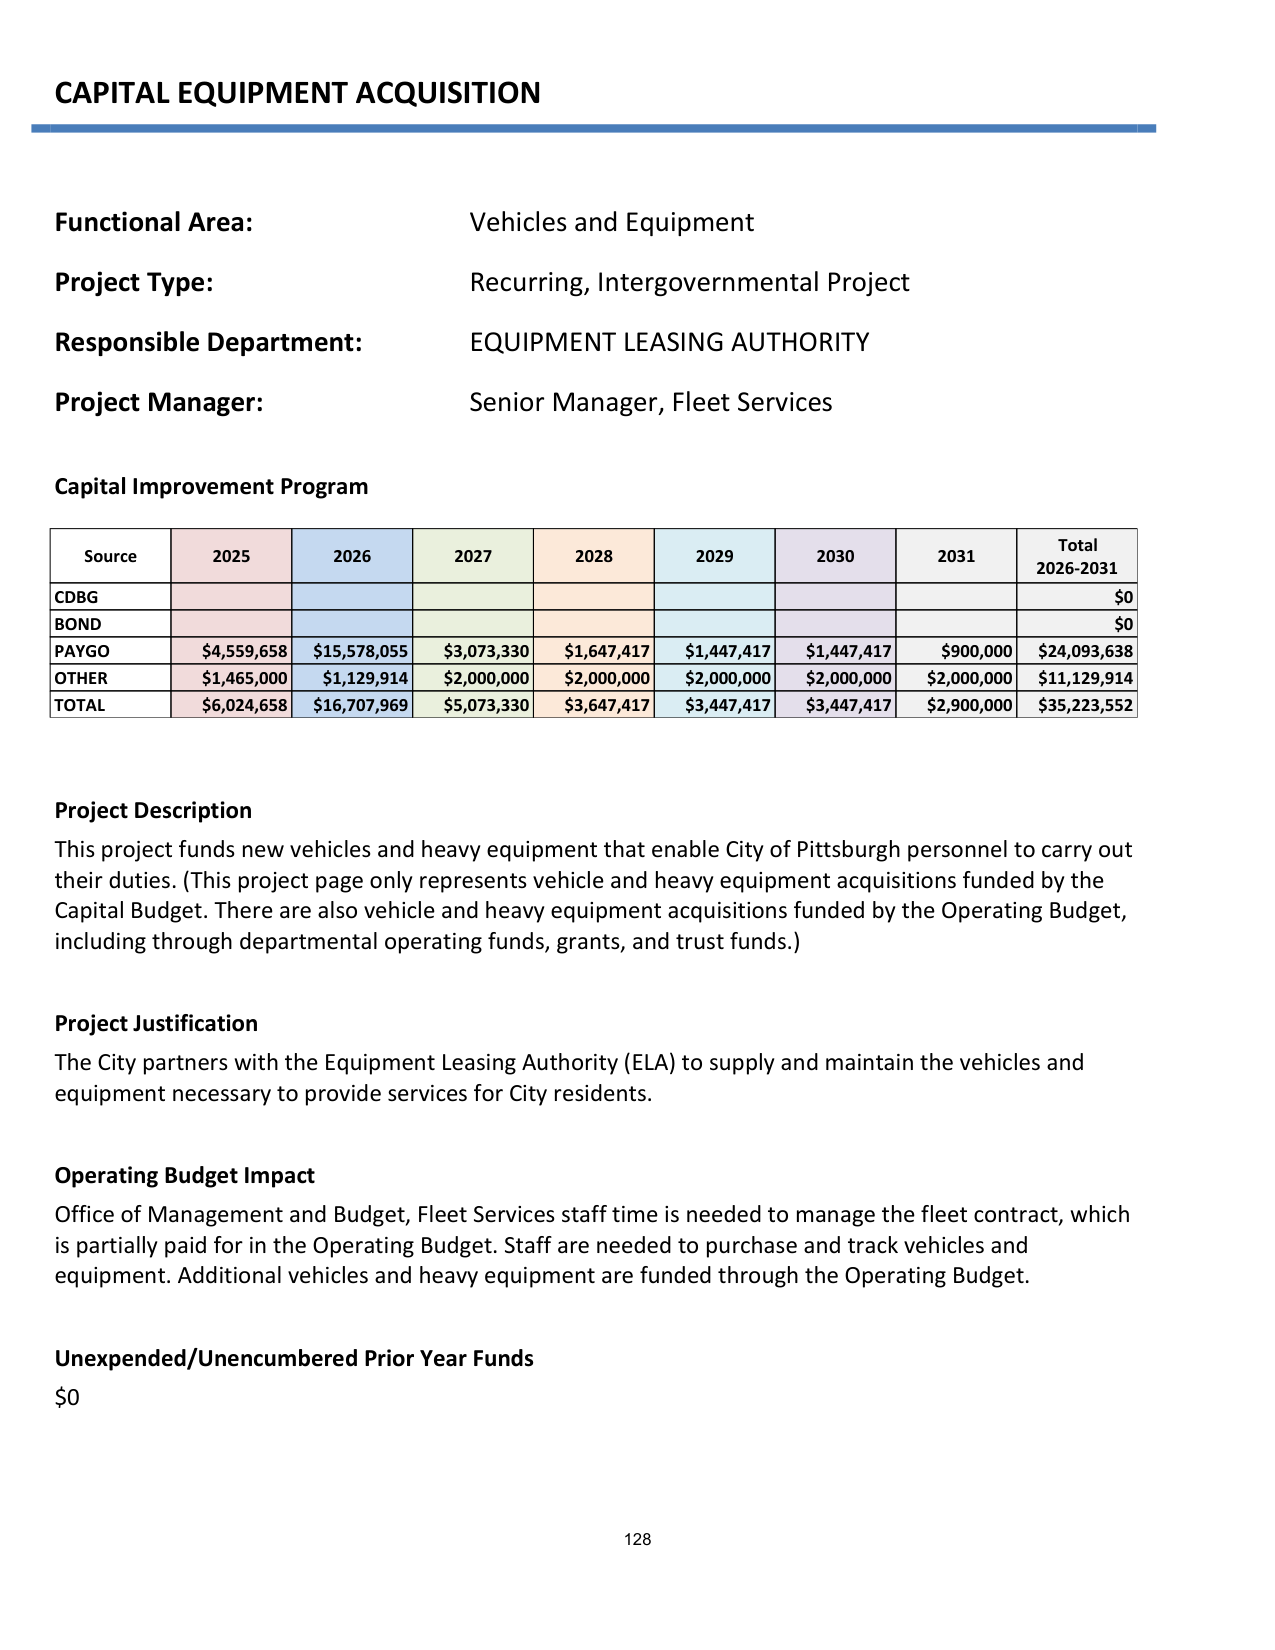 CAPITAL EQUIPMENT ACQUISITION
Functional Area: Vehicles and Equipment
Project Type: Recurring, Intergovernmental Project
Responsible Department: EQUIPMENT LEASING AUTHORITY
Project Manager: Senior Manager, Fleet Services
Capital Improvement Program
Source 2025 2026 2027 2028 2029 2030 2031 Total 2026-2031
CDBG $0
BOND $0
PAYGO $4,559,658 $15,578,055 $3,073,330 $1,647,417 $1,447,417 $1,447,417 $900,000 $24,093,638
OTHER $1,465,000 $1,129,914 $2,000,000 $2,000,000 $2,000,000 $2,000,000 $2,000,000 $11,129,914
TOTAL $6,024,658 $16,707,969 $5,073,330 $3,647,417 $3,447,417 $3,447,417 $2,900,000 $35,223,552
Project Description
This project funds new vehicles and heavy equipment that enable City of Pittsburgh personnel to carry out
their duties. (This project page only represents vehicle and heavy equipment acquisitions funded by the
Capital Budget. There are also vehicle and heavy equipment acquisitions funded by the Operating Budget,
including through departmental operating funds, grants, and trust funds.)
Project Justification
The City partners with the Equipment Leasing Authority (ELA) to supply and maintain the vehicles and
equipment necessary to provide services for City residents.
Operating Budget Impact
Office of Management and Budget, Fleet Services staff time is needed to manage the fleet contract, which
is partially paid for in the Operating Budget. Staff are needed to purchase and track vehicles and
equipment. Additional vehicles and heavy equipment are funded through the Operating Budget.
Unexpended/Unencumbered Prior Year Funds
$0
128